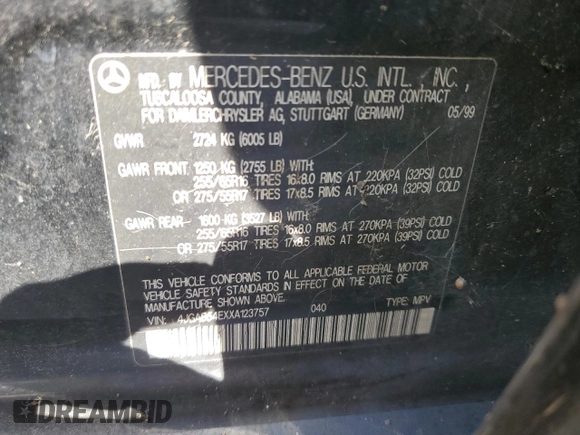 MFD. BY MERCEDES-BENZ U.S. INTL., INC.,
TUSCALOOSA COUNTY, ALABAMA (USA), UNDER CONTRACT
FOR DAIMLERCHRYSLER AG, STUTTGART (GERMANY) 05/99
GVWR 2724 KG (6005 LB)
GAWR FRONT 1250 KG (2755 LB) WITH:
255/65R16 TIRES 16x8.0 RIMS AT 220KPA (32PSI) COLD
OR 275/55R17 TIRES 17x8.5 RIMS AT 220KPA (32PSI) COLD
GAWR REAR 1600 KG (3527 LB) WITH:
255/65R16 TIRES 16x8.0 RIMS AT 270KPA (39PSI) COLD
OR 275/55R17 TIRES 17x8.5 RIMS AT 270KPA (39PSI) COLD
THIS VEHICLE CONFORMS TO ALL APPLICABLE FEDERAL MOTOR
VEHICLE SAFETY STANDARDS IN EFFECT ON THE DATE OF
MANUFACTURE SHOWN ABOVE.
VIN: 040 TYPE: MPV
DREAMBID